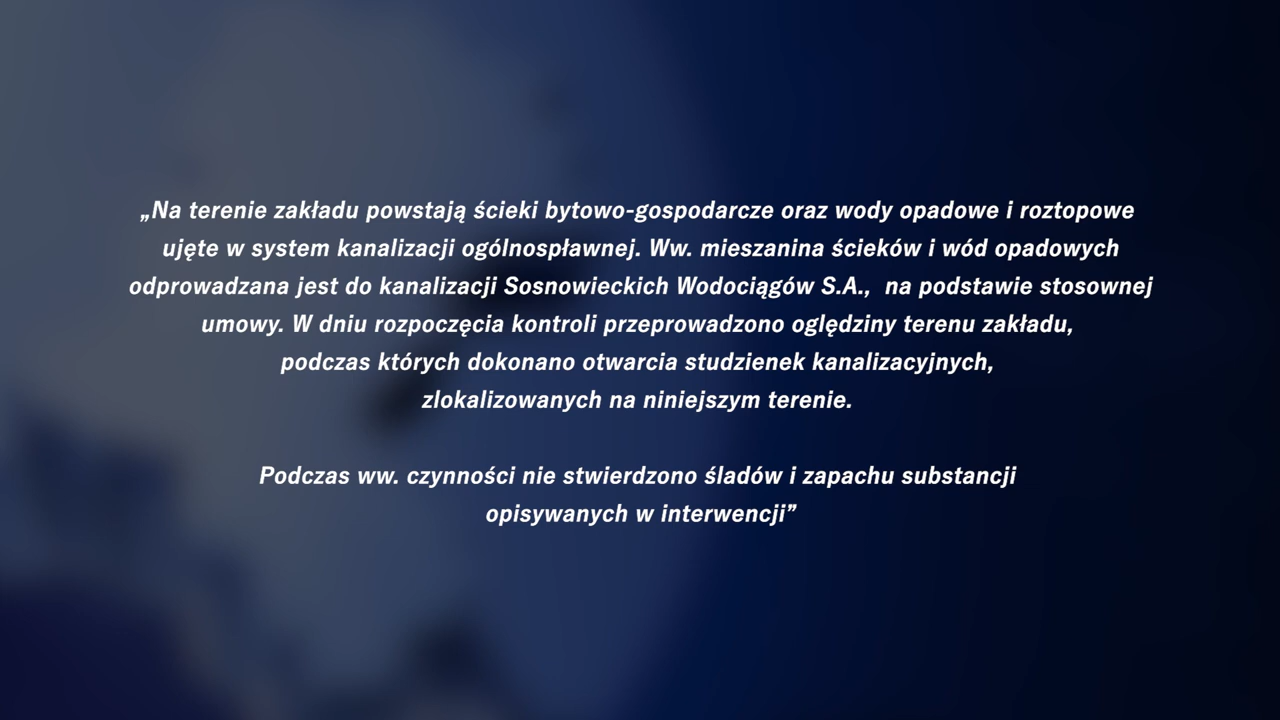 „Na terenie zakładu powstają ścieki bytowo-gospodarcze oraz wody opadowe i roztopowe
ujęte w system kanalizacji ogólnospławnej. Ww. mieszanina ścieków i wód opadowych
odprowadzana jest do kanalizacji Sosnowieckich Wodociągów S.A.,  na podstawie stosownej
umowy. W dniu rozpoczęcia kontroli przeprowadzono oględziny terenu zakładu,
podczas których dokonano otwarcia studzienek kanalizacyjnych,
zlokalizowanych na niniejszym terenie.
Podczas ww. czynności nie stwierdzono śladów i zapachu substancji
opisywanych w interwencji”